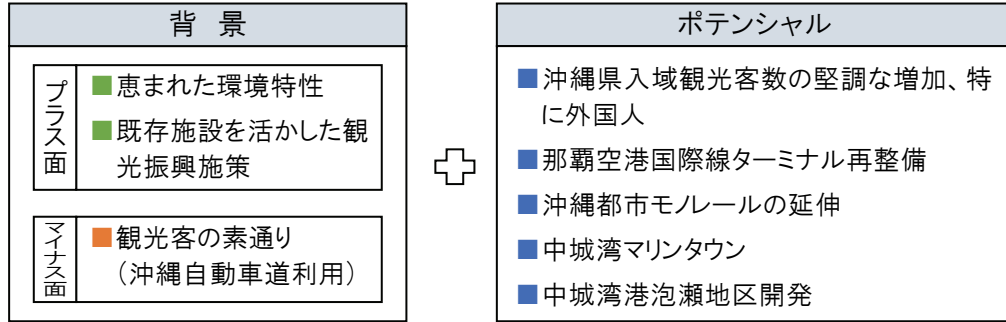 背 景
プラス面
■恵まれた環境特性
■既存施設を活かした観
光振興施策
マイナス面
■観光客の素通り
（沖縄自動車道利用）
ポテンシャル
■沖縄県入域観光客数の堅調な増加、特
に外国人
■那覇空港国際線ターミナル再整備
■沖縄都市モノレールの延伸
■中城湾マリンタウン
■中城湾港泡瀬地区開発